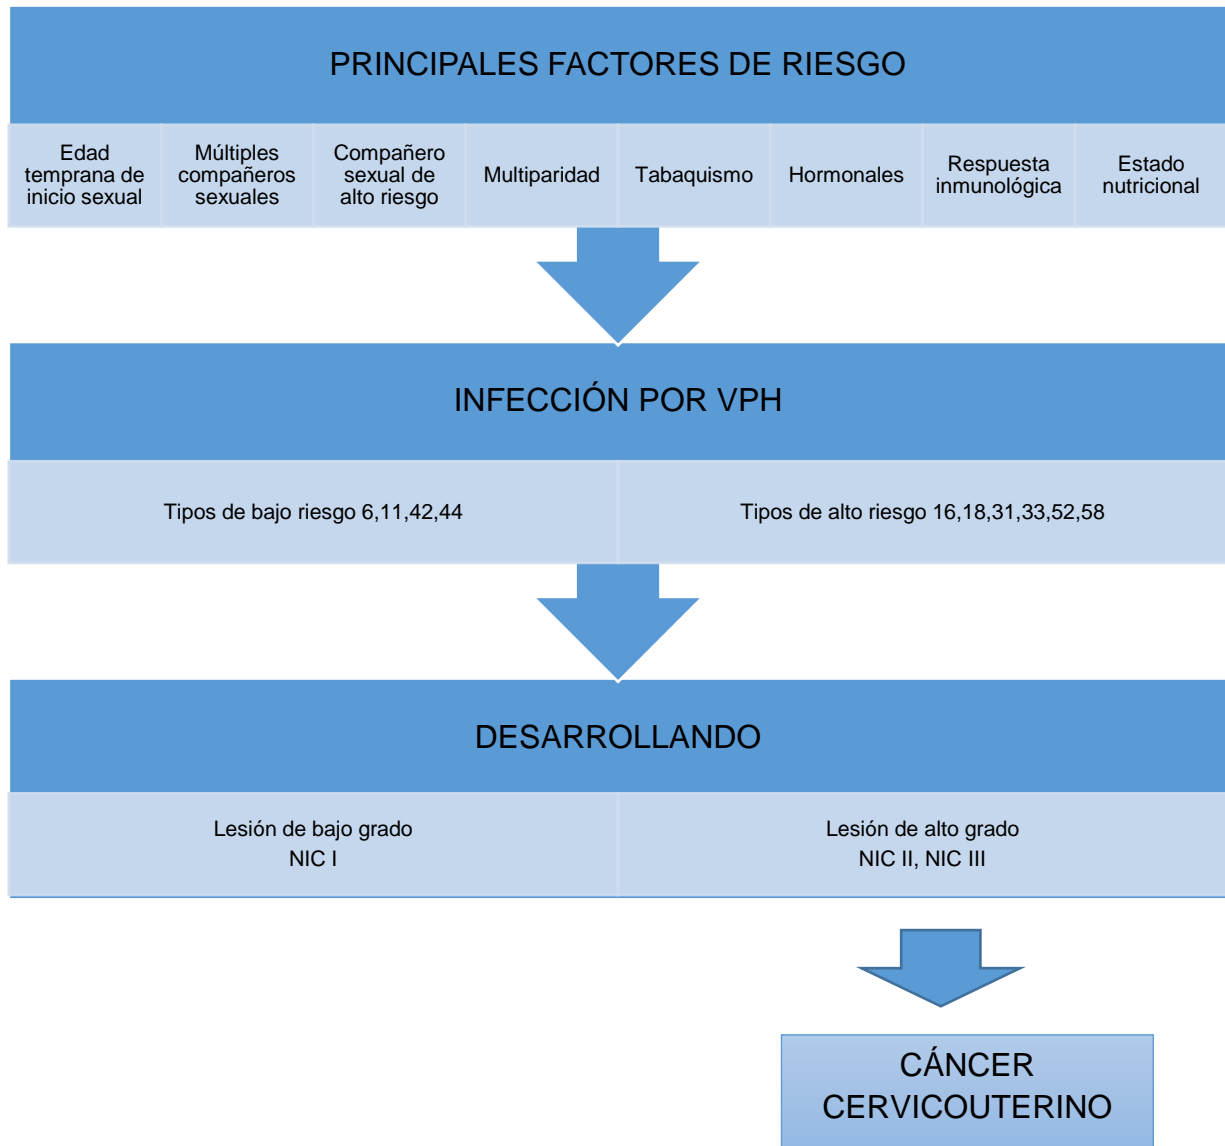 PRINCIPALES FACTORES DE RIESGO
Edad
temprana de
inicio sexual
Múltiples
compañeros
sexuales
Compañero
sexual de
alto riesgo
Multiparidad
Tabaquismo
Hormonales
Respuesta
inmunológica
Estado
nutricional
INFECCIÓN POR VPH
Tipos de bajo riesgo 6,11,42,44
Tipos de alto riesgo 16,18,31,33,52,58
DESARROLLANDO
Lesión de bajo grado
NIC I
Lesión de alto grado
NIC II, NIC III
CÁNCER
CERVICOUTERINO